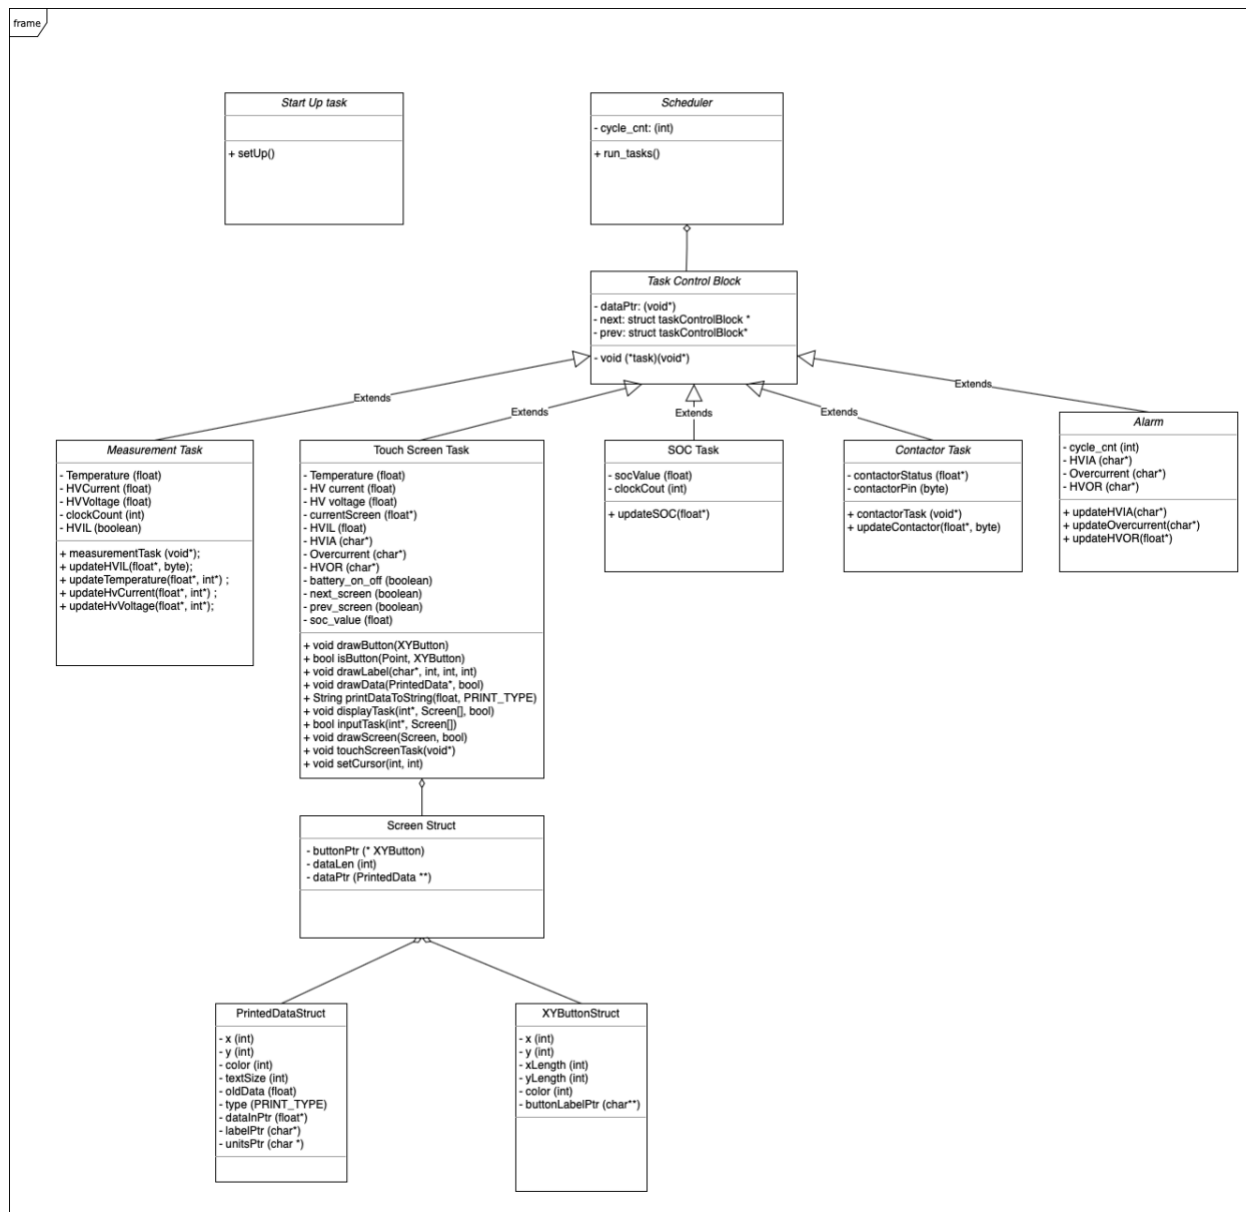 frame
Start Up task
+ setUp()
Scheduler
- cycle_cnt: (int)
+ run_tasks()
Task Control Block
- dataPtr: (void*)
- next: struct taskControlBlock *
- prev: struct taskControlBlock*
- void (*task)(void*)
Extends
Extends
Extends
Extends
Extends
Measurement Task
- Temperature (float)
- HVCurrent (float)
- HVVoltage (float)
- clockCount (int)
- HVIL (boolean)
+ measurementTask (void*);
+ updateHVIL(float*, byte);
+ updateTemperature(float*, int*) ;
+ updateHvCurrent(float*, int*) ;
+ updateHvVoltage(float*, int*);
Touch Screen Task
- Temperature (float)
- HV current (float)
- HV voltage (float)
- currentScreen (float*)
- HVIL (float)
- HVIA (char*)
- Overcurrent (char*)
- HVOR (char*)
- battery_on_off (boolean)
- next_screen (boolean)
- prev_screen (boolean)
- soc_value (float)
+ void drawButton(XYButton)
+ bool isButton(Point, XYButton)
+ void drawLabel(char*, int, int, int)
+ void drawData(PrintedData*, bool)
+ String printDataToString(float, PRINT_TYPE)
+ void displayTask(int*, Screen[], bool)
+ bool inputTask(int*, Screen[])
+ void drawScreen(Screen, bool)
+ void touchScreenTask(void*)
+ void setCursor(int, int)
SOC Task
- socValue (float)
- clockCout (int)
+ updateSOC(float*)
Contactor Task
- contactorStatus (float*)
- contactorPin (byte)
+ contactorTask (void*)
+ updateContactor(float*, byte)
Alarm
- cycle_cnt (int)
- HVIA (char*)
- Overcurrent (char*)
- HVOR (char*)
+ updateHVIA(char*)
+ updateOvercurrent(char*)
+ updateHVOR(float*)
Screen Struct
- buttonPtr (* XYButton)
- dataLen (int)
- dataPtr (PrintedData **)
PrintedDataStruct
- x (int)
- y (int)
- color (int)
- textSize (int)
- oldData (float)
- type (PRINT_TYPE)
- dataInPtr (float*)
- labelPtr (char*)
- unitsPtr (char *)
XYButtonStruct
- x (int)
- y (int)
- xLength (int)
- yLength (int)
- color (int)
- buttonLabelPtr (char**)